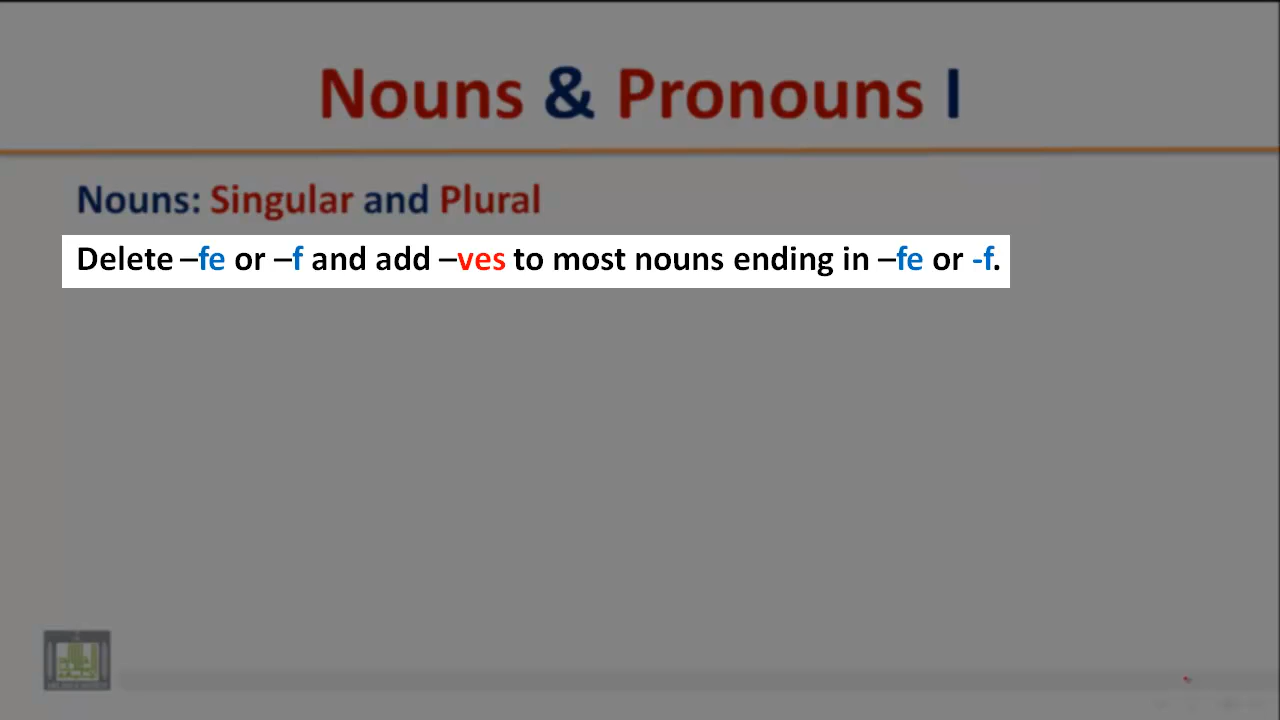 Nouns & Pronouns I
Nouns: Singular and Plural
Delete –fe or –f and add –ves to most nouns ending in –fe or -f.